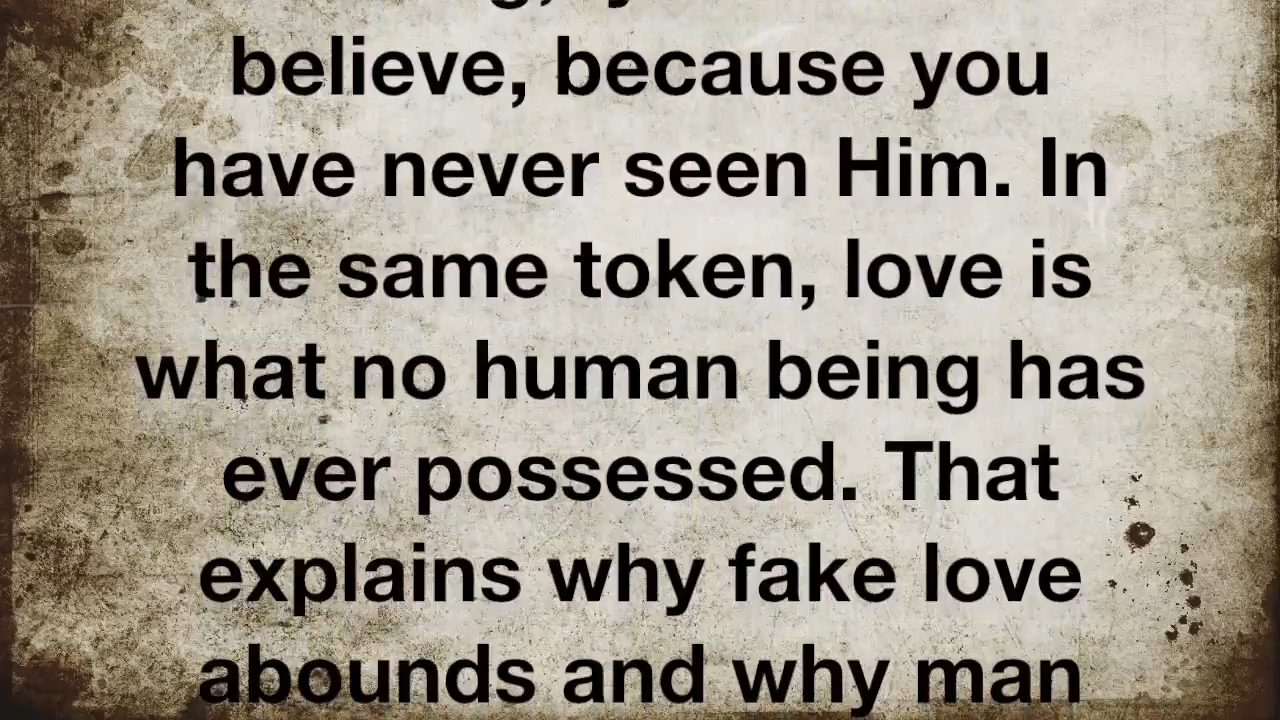 believe, because you
have never seen Him. In
the same token, love is
what no human being has
ever possessed. That
explains why fake love
abounds and why man